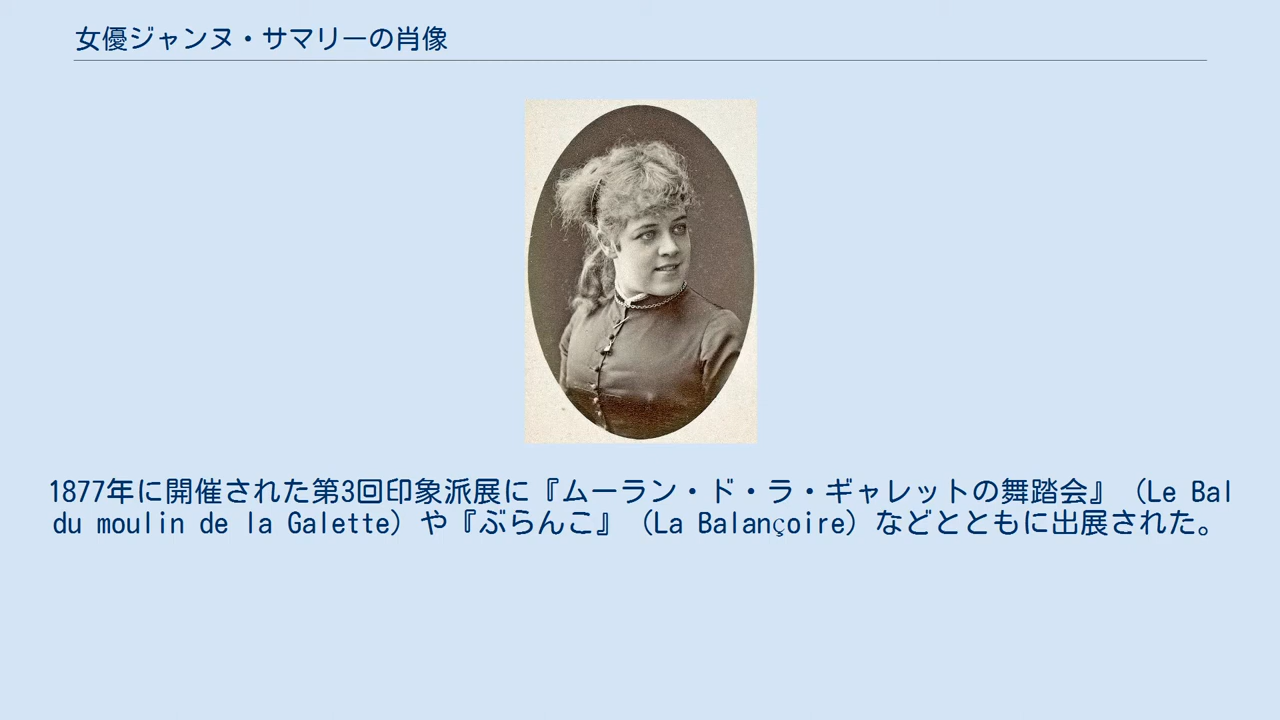 女優ジャンヌ・サマリーの肖像
1877年に開催された第3回印象派展に『ムーラン・ド・ラ・ギャレットの舞踏会』（Le Bal
du moulin de la Galette）や『ぶらんこ』（La Balançoire）などとともに出展された。